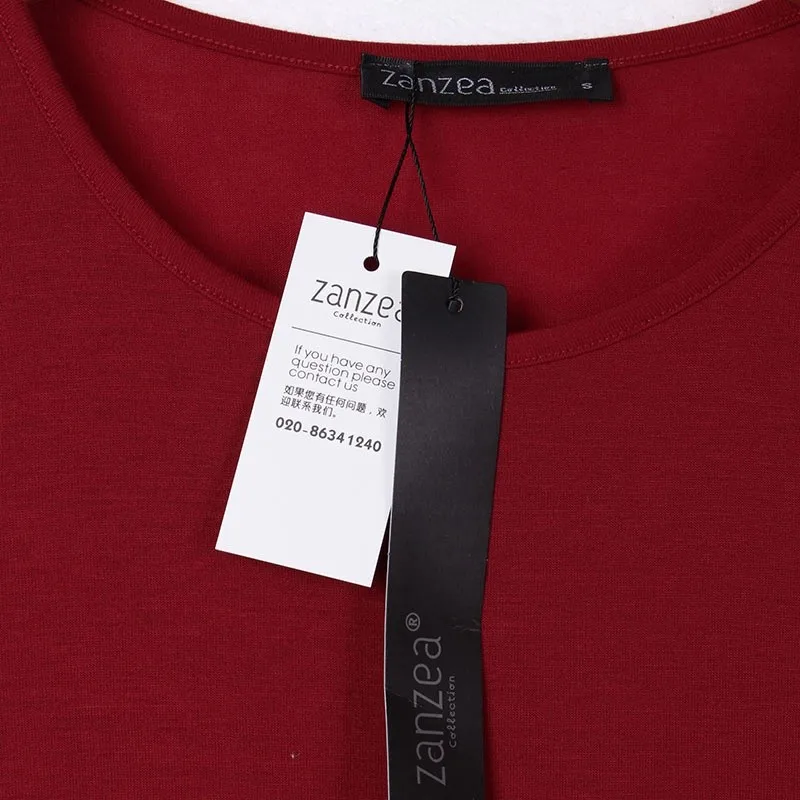 zanzea Collection S
zanzea
Collection
If you have any
question please
contact us
如果您有任何问题，欢
迎联系我们。
020-86341240
zanzea®
Collection